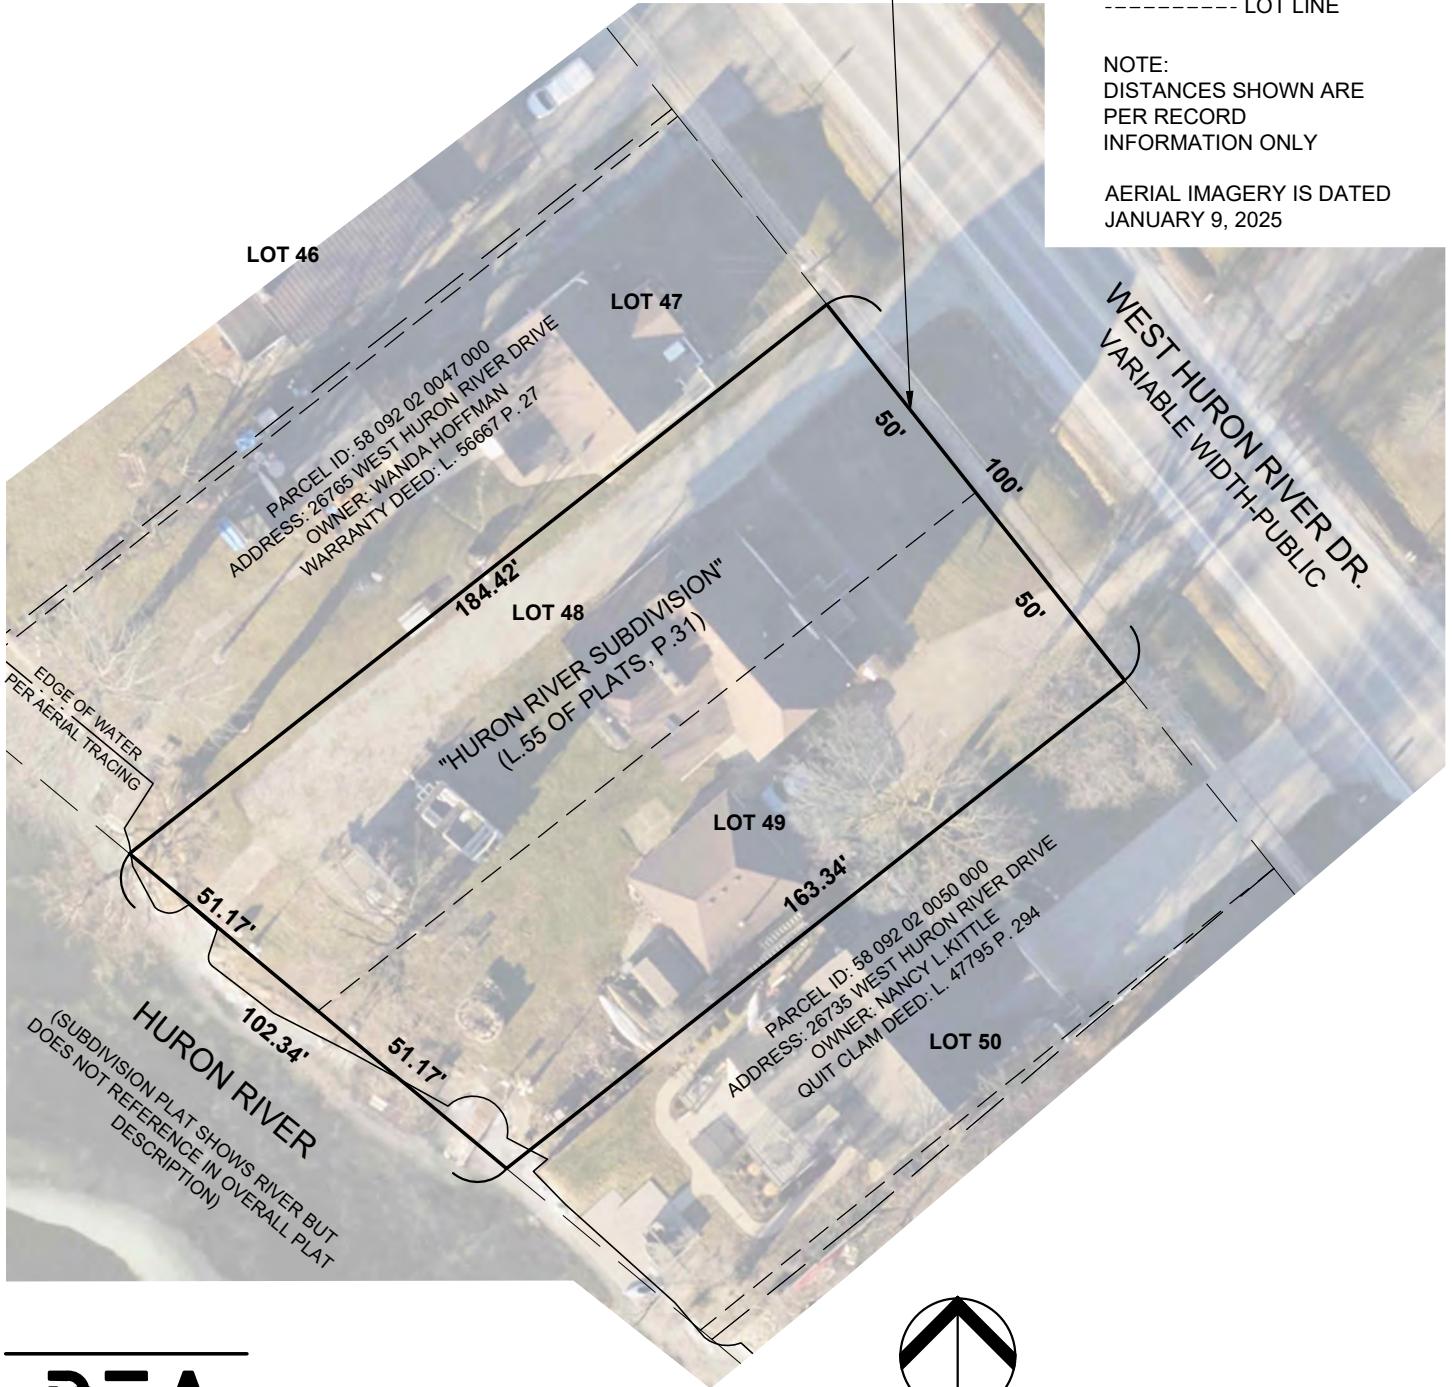 ---------- LOT LINE
NOTE:
DISTANCES SHOWN ARE
PER RECORD
INFORMATION ONLY
AERIAL IMAGERY IS DATED
JANUARY 9, 2025
LOT 46
LOT 47
PARCEL ID: 58 092 02 0047 000
ADDRESS: 26765 WEST HURON RIVER DRIVE
OWNER: WANDA HOFFMAN
WARRANTY DEED: L. 56667 P. 27
WEST HURON RIVER DR.
VARIABLE WIDTH-PUBLIC
50'
100'
50'
184.42'
LOT 48
"HURON RIVER SUBDIVISION"
(L.55 OF PLATS, P.31)
EDGE OF WATER
PER AERIAL TRACING
LOT 49
163.34'
51.17'
102.34'
51.17'
HURON RIVER
(SUBDIVISION PLAT SHOWS RIVER BUT
DOES NOT REFERENCE IN OVERALL PLAT
DESCRIPTION)
PARCEL ID: 58 092 02 0050 000
ADDRESS: 26735 WEST HURON RIVER DRIVE
OWNER: NANCY L.KITTLE
QUIT CLAM DEED: L. 47795 P. 294
LOT 50